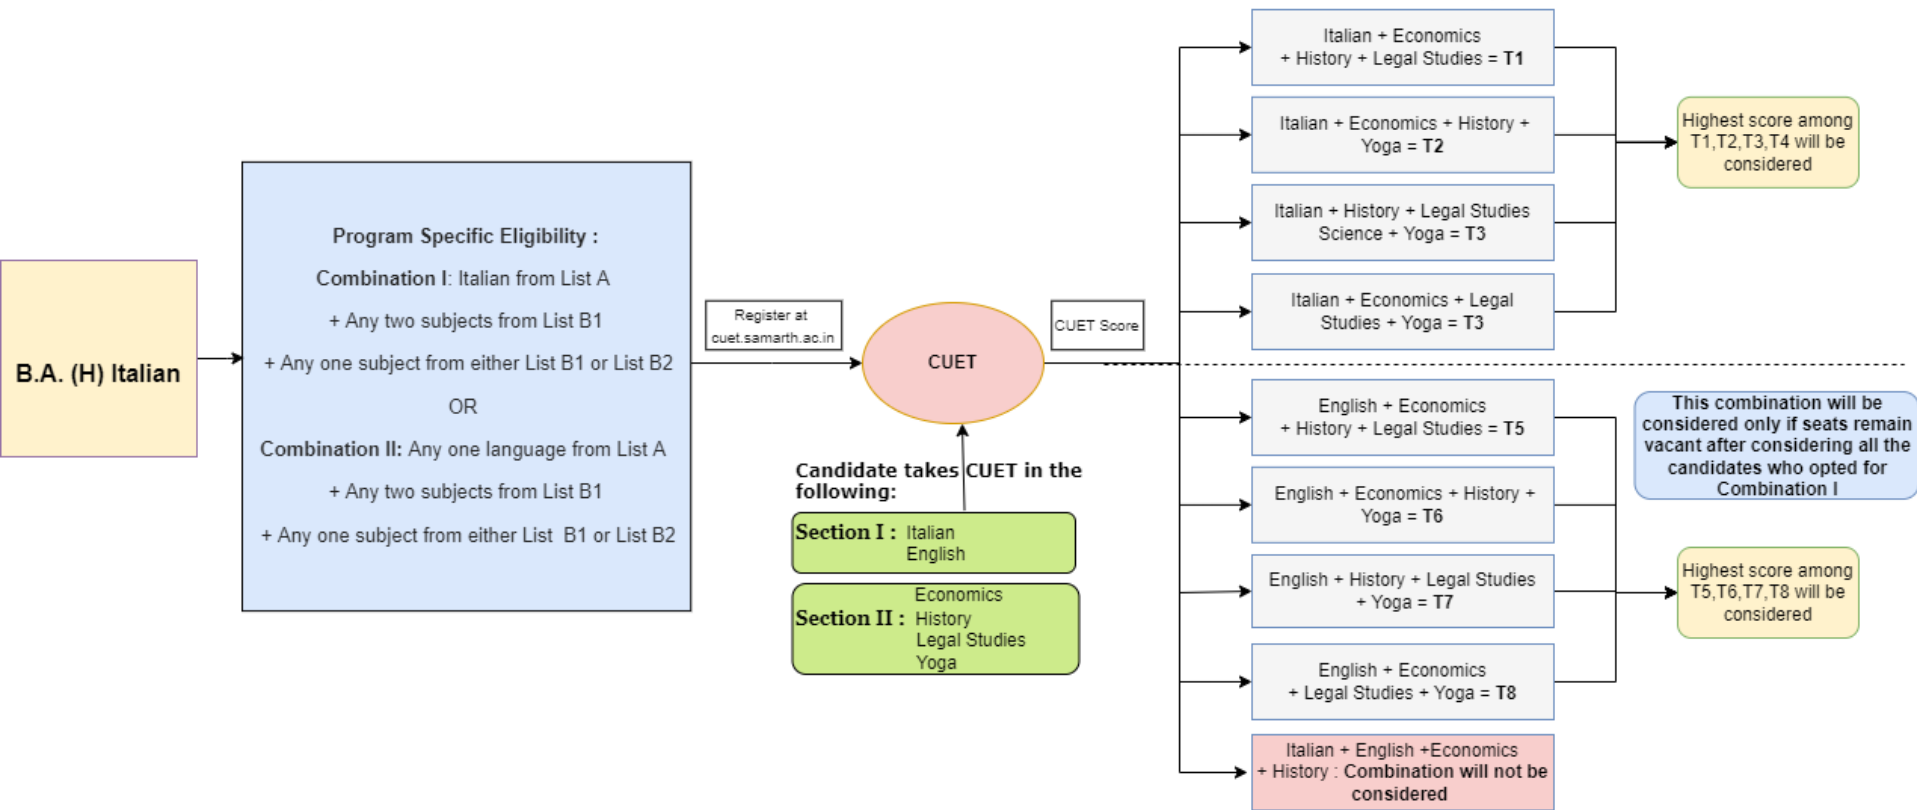 B.A. (H) Italian
Program Specific Eligibility :
Combination I: Italian from List A
+ Any two subjects from List B1
+ Any one subject from either List B1 or List B2
OR
Combination II: Any one language from List A
+ Any two subjects from List B1
+ Any one subject from either List B1 or List B2
Register at
cuet.samarth.ac.in
CUET
Candidate takes CUET in the
following:
Section I : Italian
English
Economics
Section II : History
Legal Studies
Yoga
CUET Score
Italian + Economics
+ History + Legal Studies = T1
Italian + Economics + History +
Yoga = T2
Italian + History + Legal Studies
Science + Yoga = T3
Italian + Economics + Legal
Studies + Yoga = T3
Highest score among
T1,T2,T3,T4 will be
considered
English + Economics
+ History + Legal Studies = T5
English + Economics + History +
Yoga = T6
English + History + Legal Studies
+ Yoga = T7
English + Economics
+ Legal Studies + Yoga = T8
Italian + English +Economics
+ History : Combination will not be
considered
This combination will be
considered only if seats remain
vacant after considering all the
candidates who opted for
Combination I
Highest score among
T5,T6,T7,T8 will be
considered